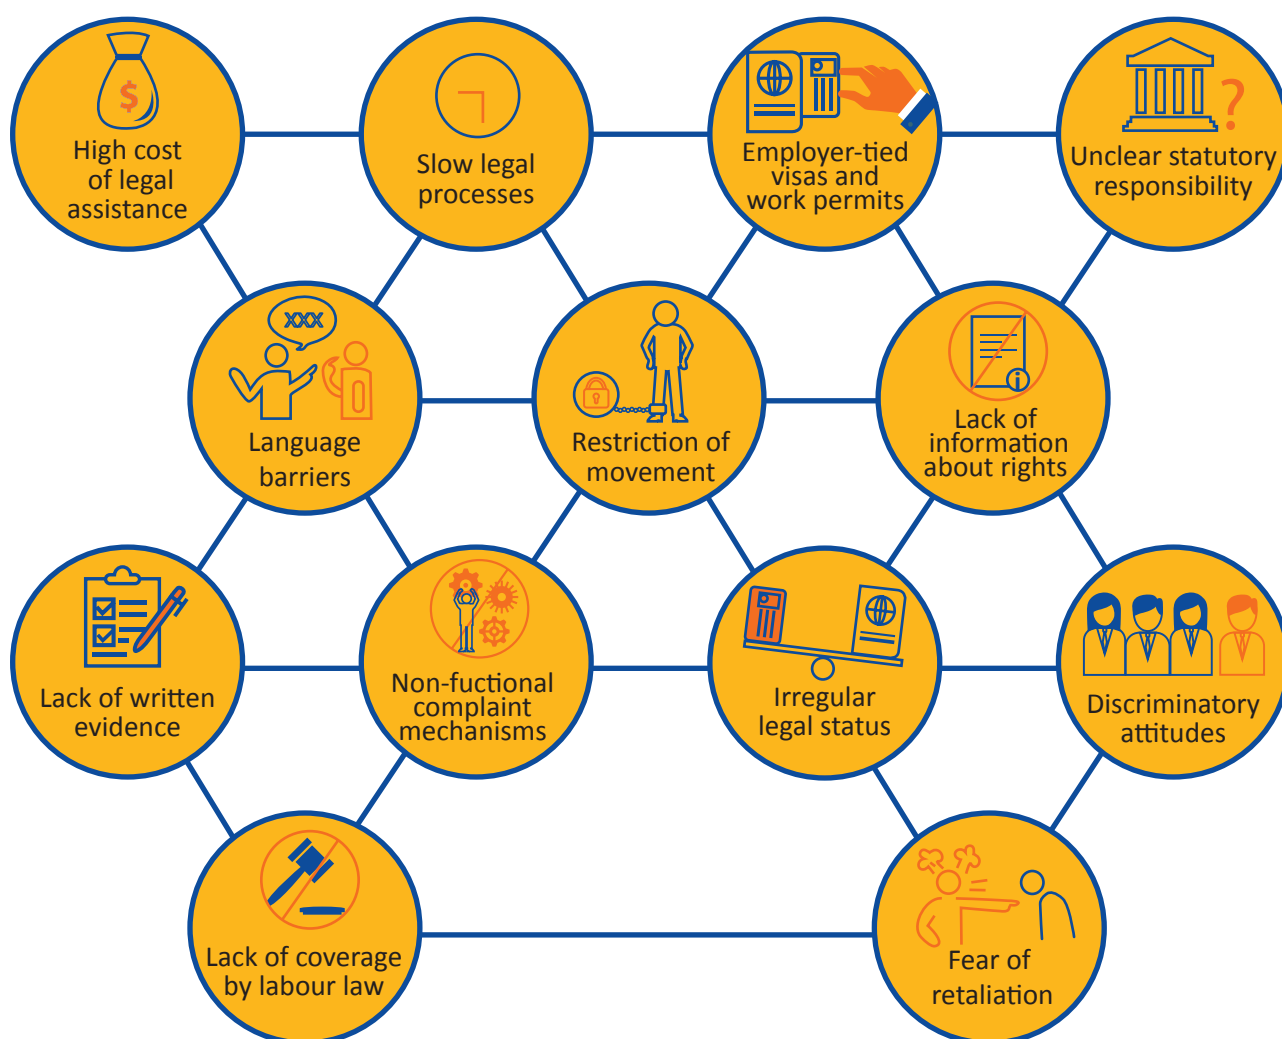 $
High cost
of legal
assistance
Slow legal
processes
Employer-tied
visas and
work permits
?
Unclear statutory
responsibility
XXX
Language
barriers
Restriction of
movement
i
Lack of
information
about rights
Lack of written
evidence
Non-fuctional
complaint
mechanisms
Irregular
legal status
Discriminatory
attitudes
Lack of coverage
by labour law
Fear of
retaliation